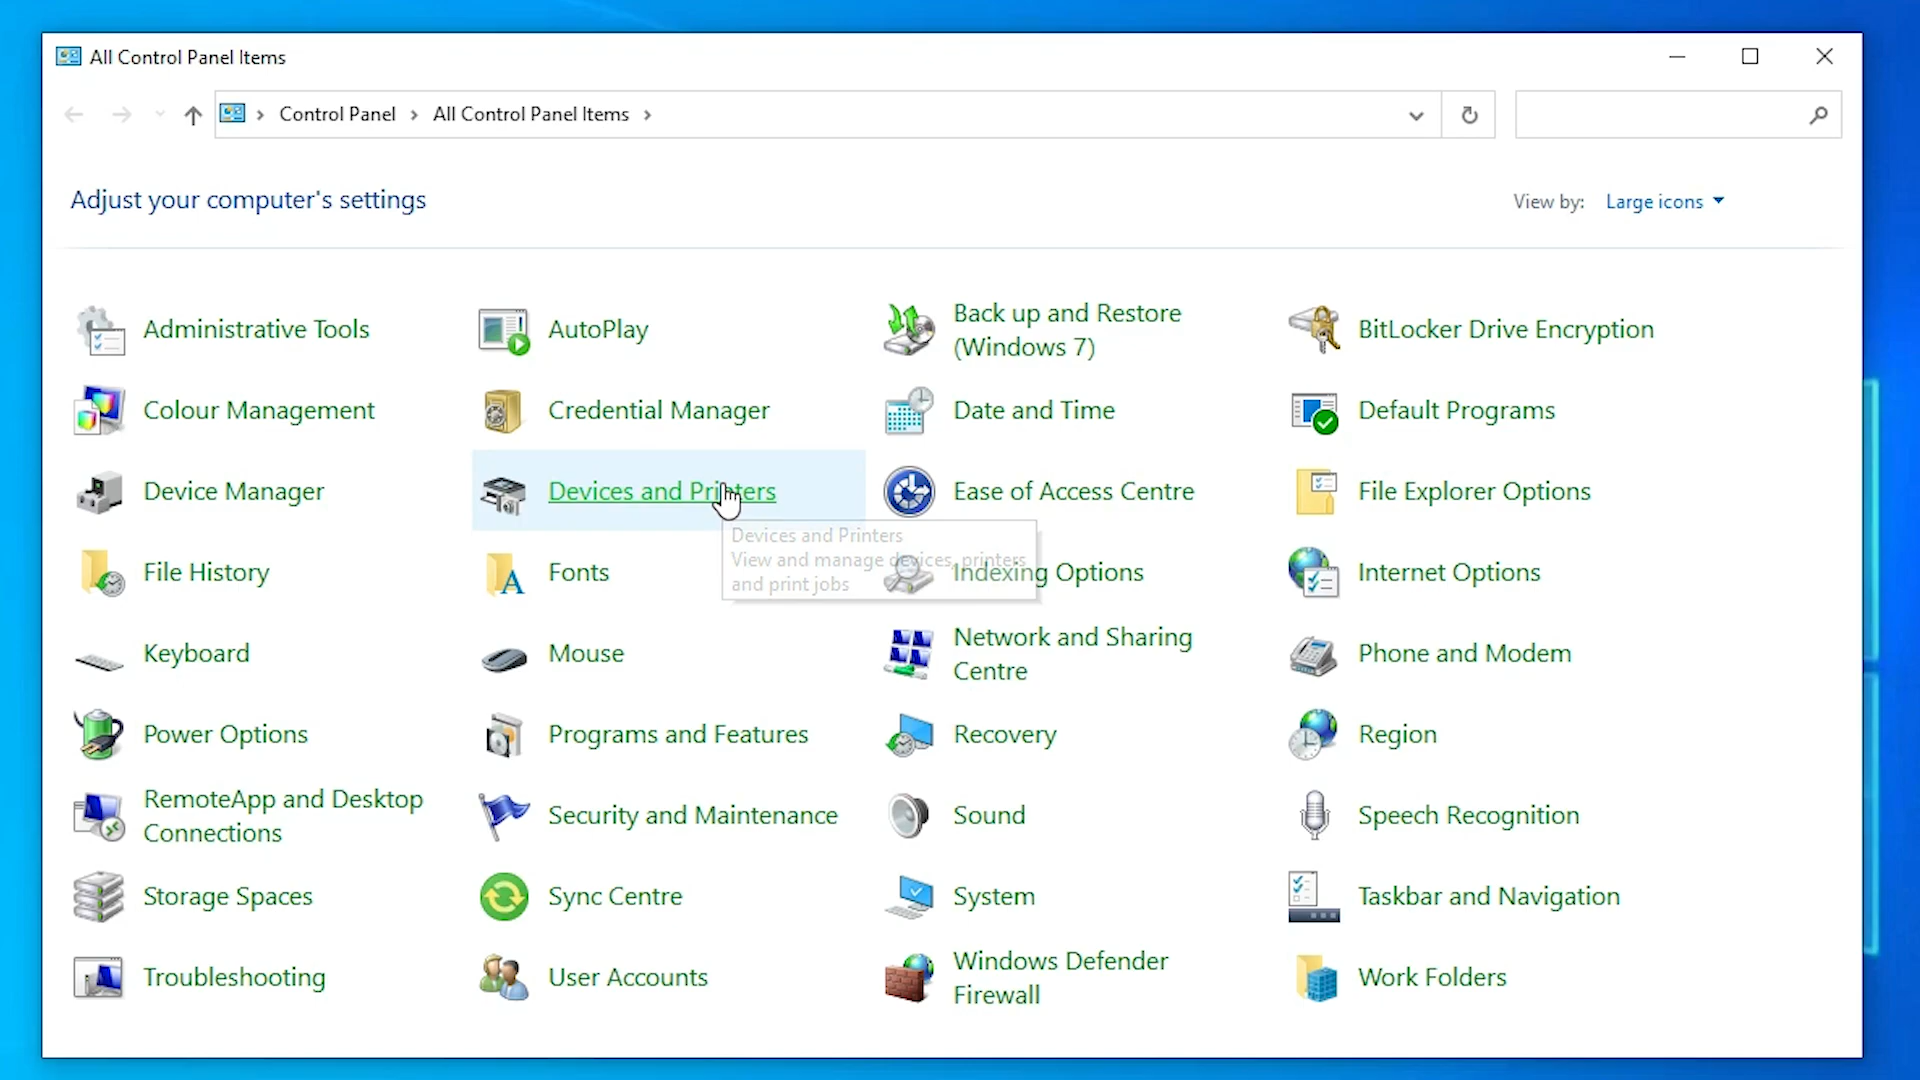 All Control Panel Items
Control Panel
All Control Panel Items
Adjust your computer's settings
View by: Large icons
Administrative Tools
AutoPlay
Back up and Restore
(Windows 7)
BitLocker Drive Encryption
Colour Management
Credential Manager
Date and Time
Default Programs
Device Manager
Devices and Printers
Ease of Access Centre
File Explorer Options
Devices and Printers
View and manage devices, printers
and print jobs
File History
Fonts
Indexing Options
Internet Options
Keyboard
Mouse
Network and Sharing
Centre
Phone and Modem
Power Options
Programs and Features
Recovery
Region
RemoteApp and Desktop
Connections
Security and Maintenance
Sound
Speech Recognition
Storage Spaces
Sync Centre
System
Taskbar and Navigation
Troubleshooting
User Accounts
Windows Defender
Firewall
Work Folders